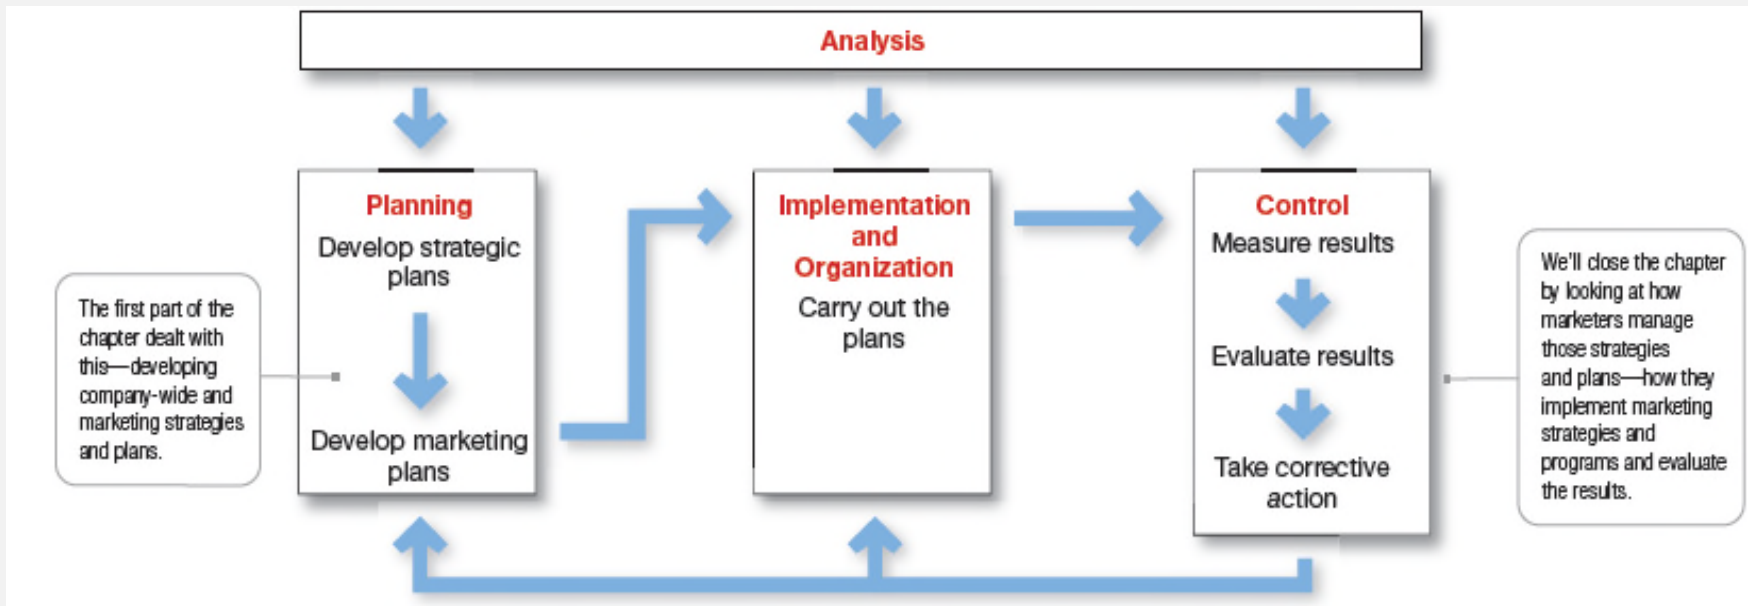 Analysis
Planning
Develop strategic
plans
Develop marketing
plans
Implementation
and
Organization
Carry out the
plans
Control
Measure results
Evaluate results
Take corrective
action
The first part of the
chapter dealt with
this—developing
company-wide and
marketing strategies
and plans.
We'll close the chapter
by looking at how
marketers manage
those strategies
and plans—how they
implement marketing
strategies and
programs and evaluate
the results.